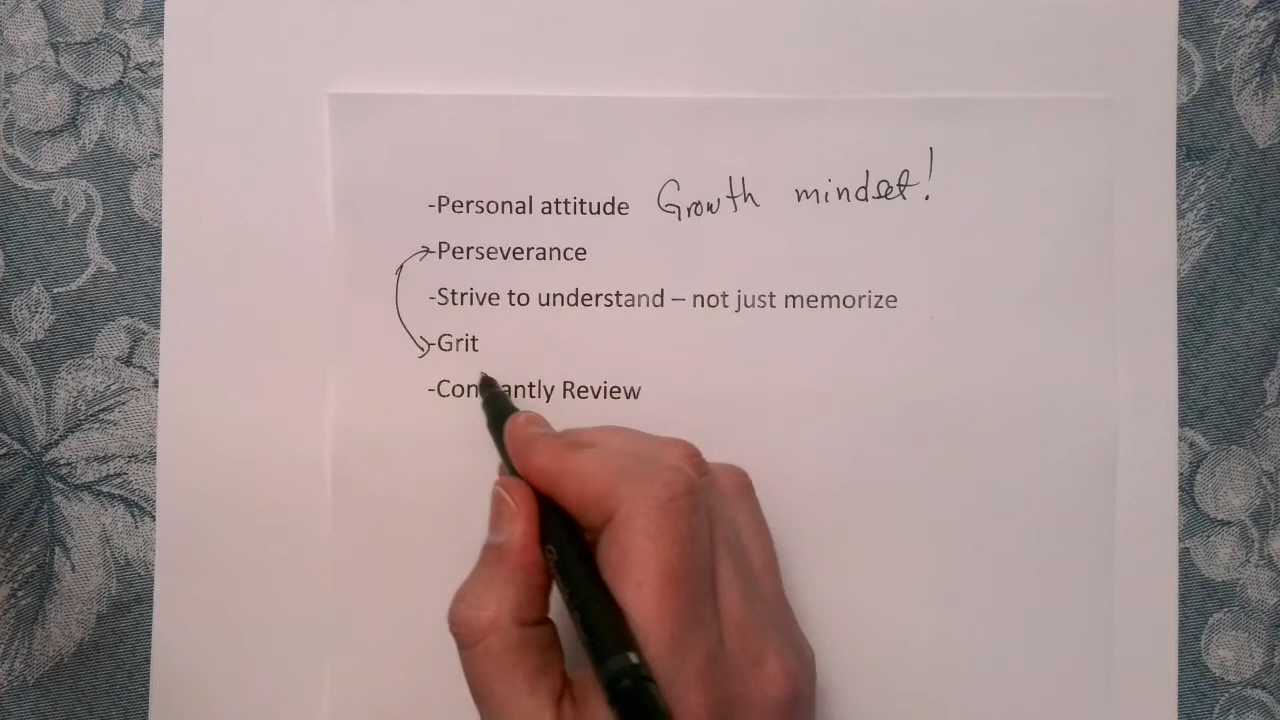 -Personal attitude Growth mindset!
-Perseverance
-Strive to understand – not just memorize
-Grit
Review